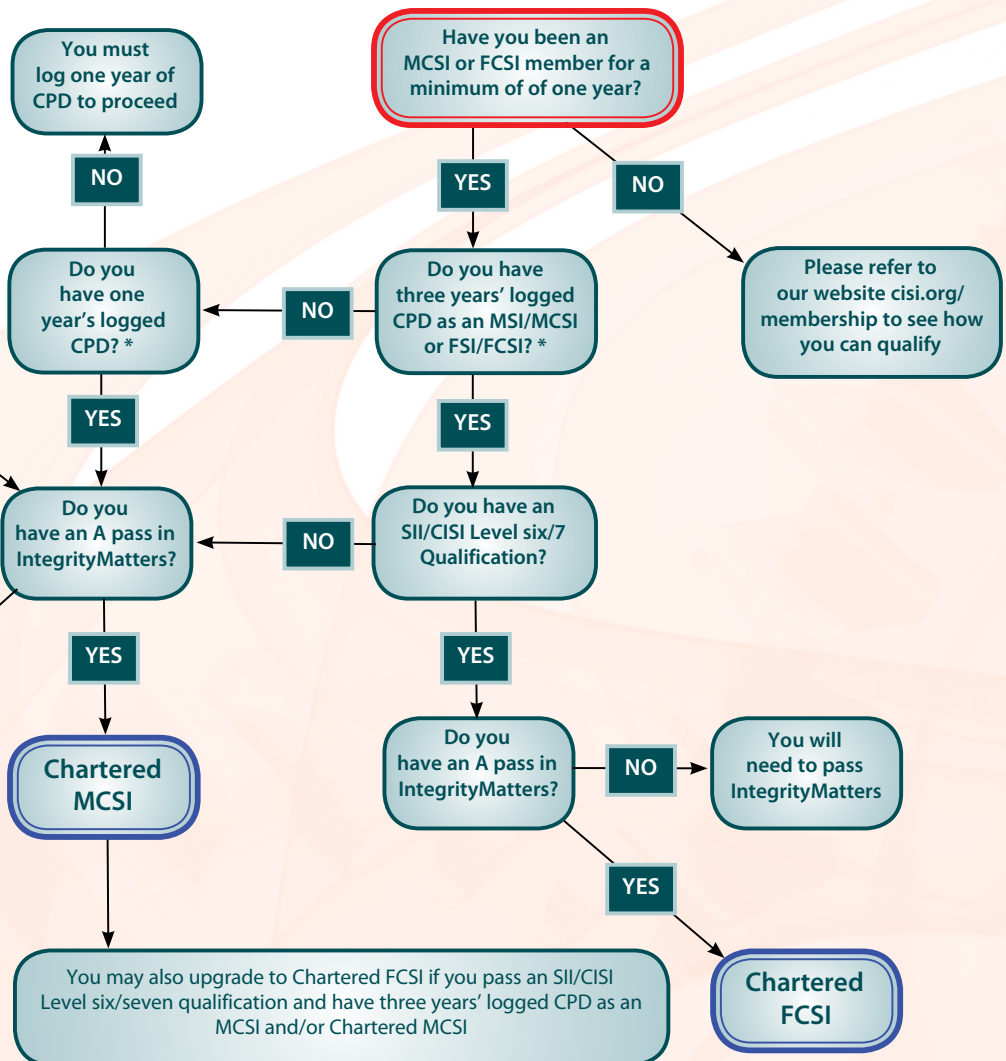 Have you been an
MCSI or FCSI member for a
minimum of of one year?
You must
log one year of
CPD to proceed
NO
YES
NO
Do you
have one
year's logged
CPD? *
NO
Do you have
three years' logged
CPD as an MSI/MCSI
or FSI/FCSI? *
Please refer to
our website cisi.org/
membership to see how
you can qualify
YES
YES
Do you
have an A pass in
IntegrityMatters?
NO
Do you have an
SII/CISI Level six/7
Qualification?
YES
YES
Chartered
MCSI
Do you
have an A pass in
IntegrityMatters?
NO
You will
need to pass
IntegrityMatters
YES
You may also upgrade to Chartered FCSI if you pass an SII/CISI
Level six/seven qualification and have three years' logged CPD as an
MCSI and/or Chartered MCSI
Chartered
FCSI